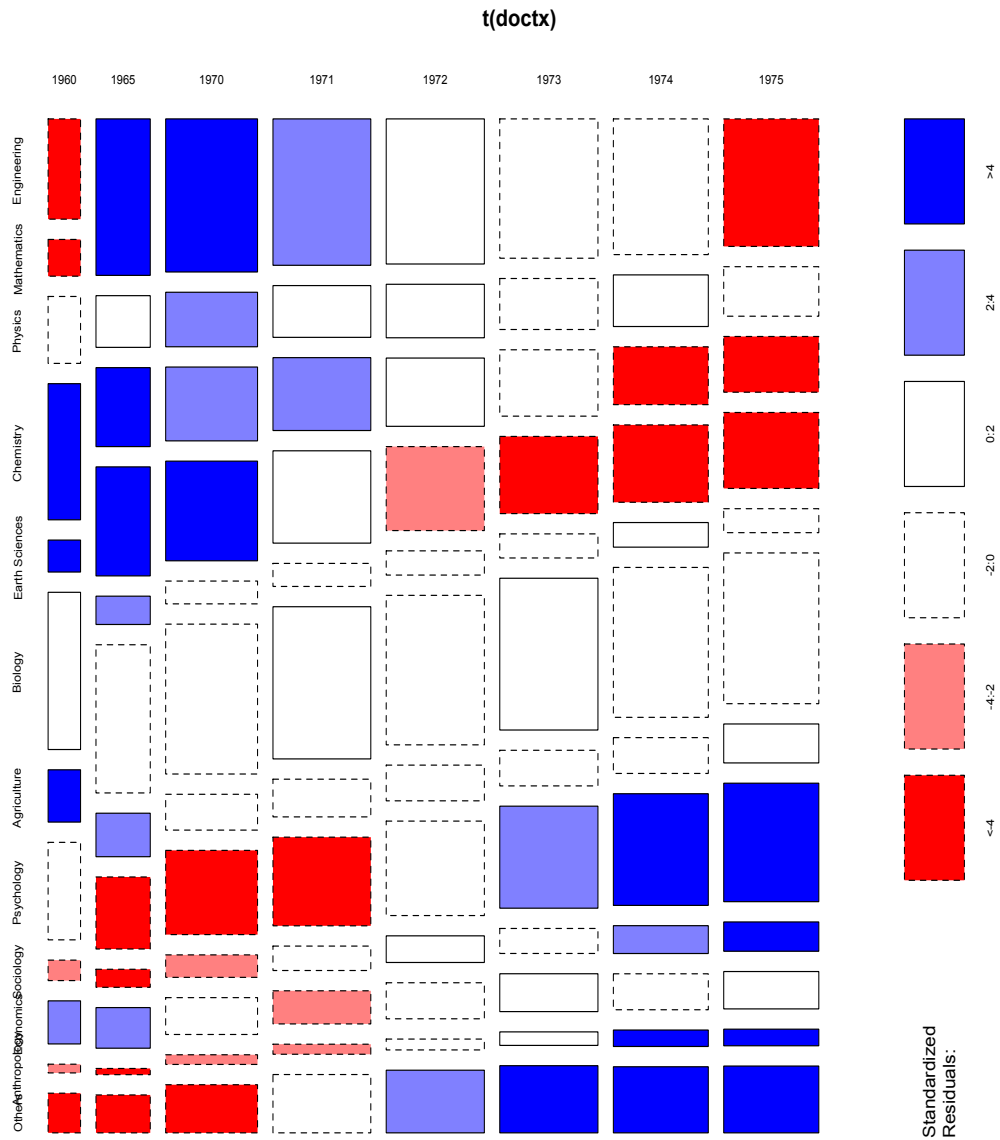 t(doctx)
1960 1965 1970 1971 1972 1973 1974 1975
Engineering
Mathematics
Physics
Chemistry
Earth Sciences
Biology
Agriculture
Psychology
Sociology
Economics
Anthropology
Other
>4
2:4
0:2
-2:0
-4:-2
<-4
Standardized
Residuals: